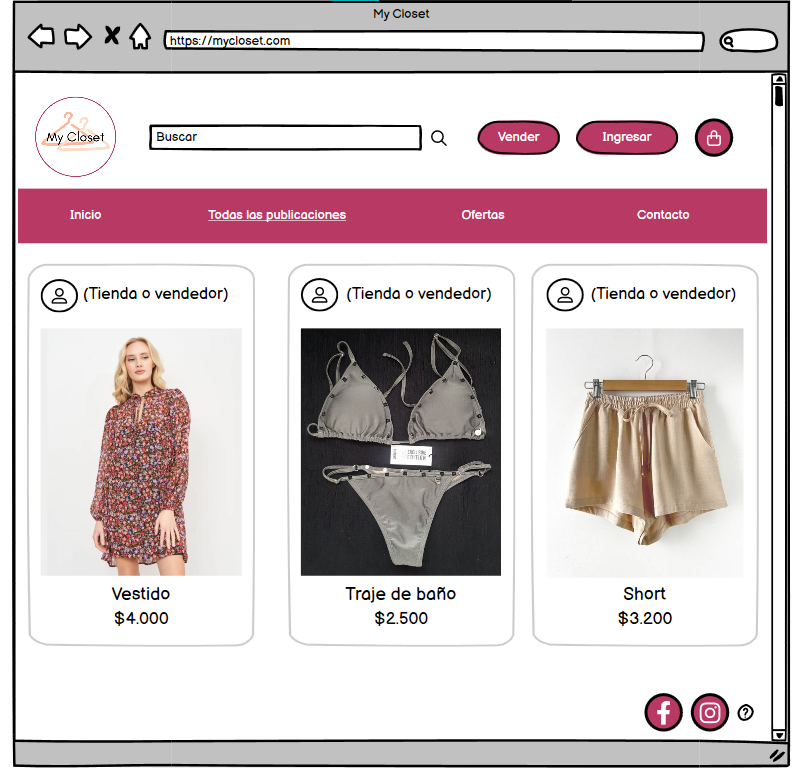 My Closet
https://mycloset.com
My Closet
Buscar
Vender
Ingresar
Inicio
Todas las publicaciones
Ofertas
Contacto
(Tienda o vendedor)
(Tienda o vendedor)
(Tienda o vendedor)
Vestido
$4.000
Traje de baño
$2.500
Short
$3.200